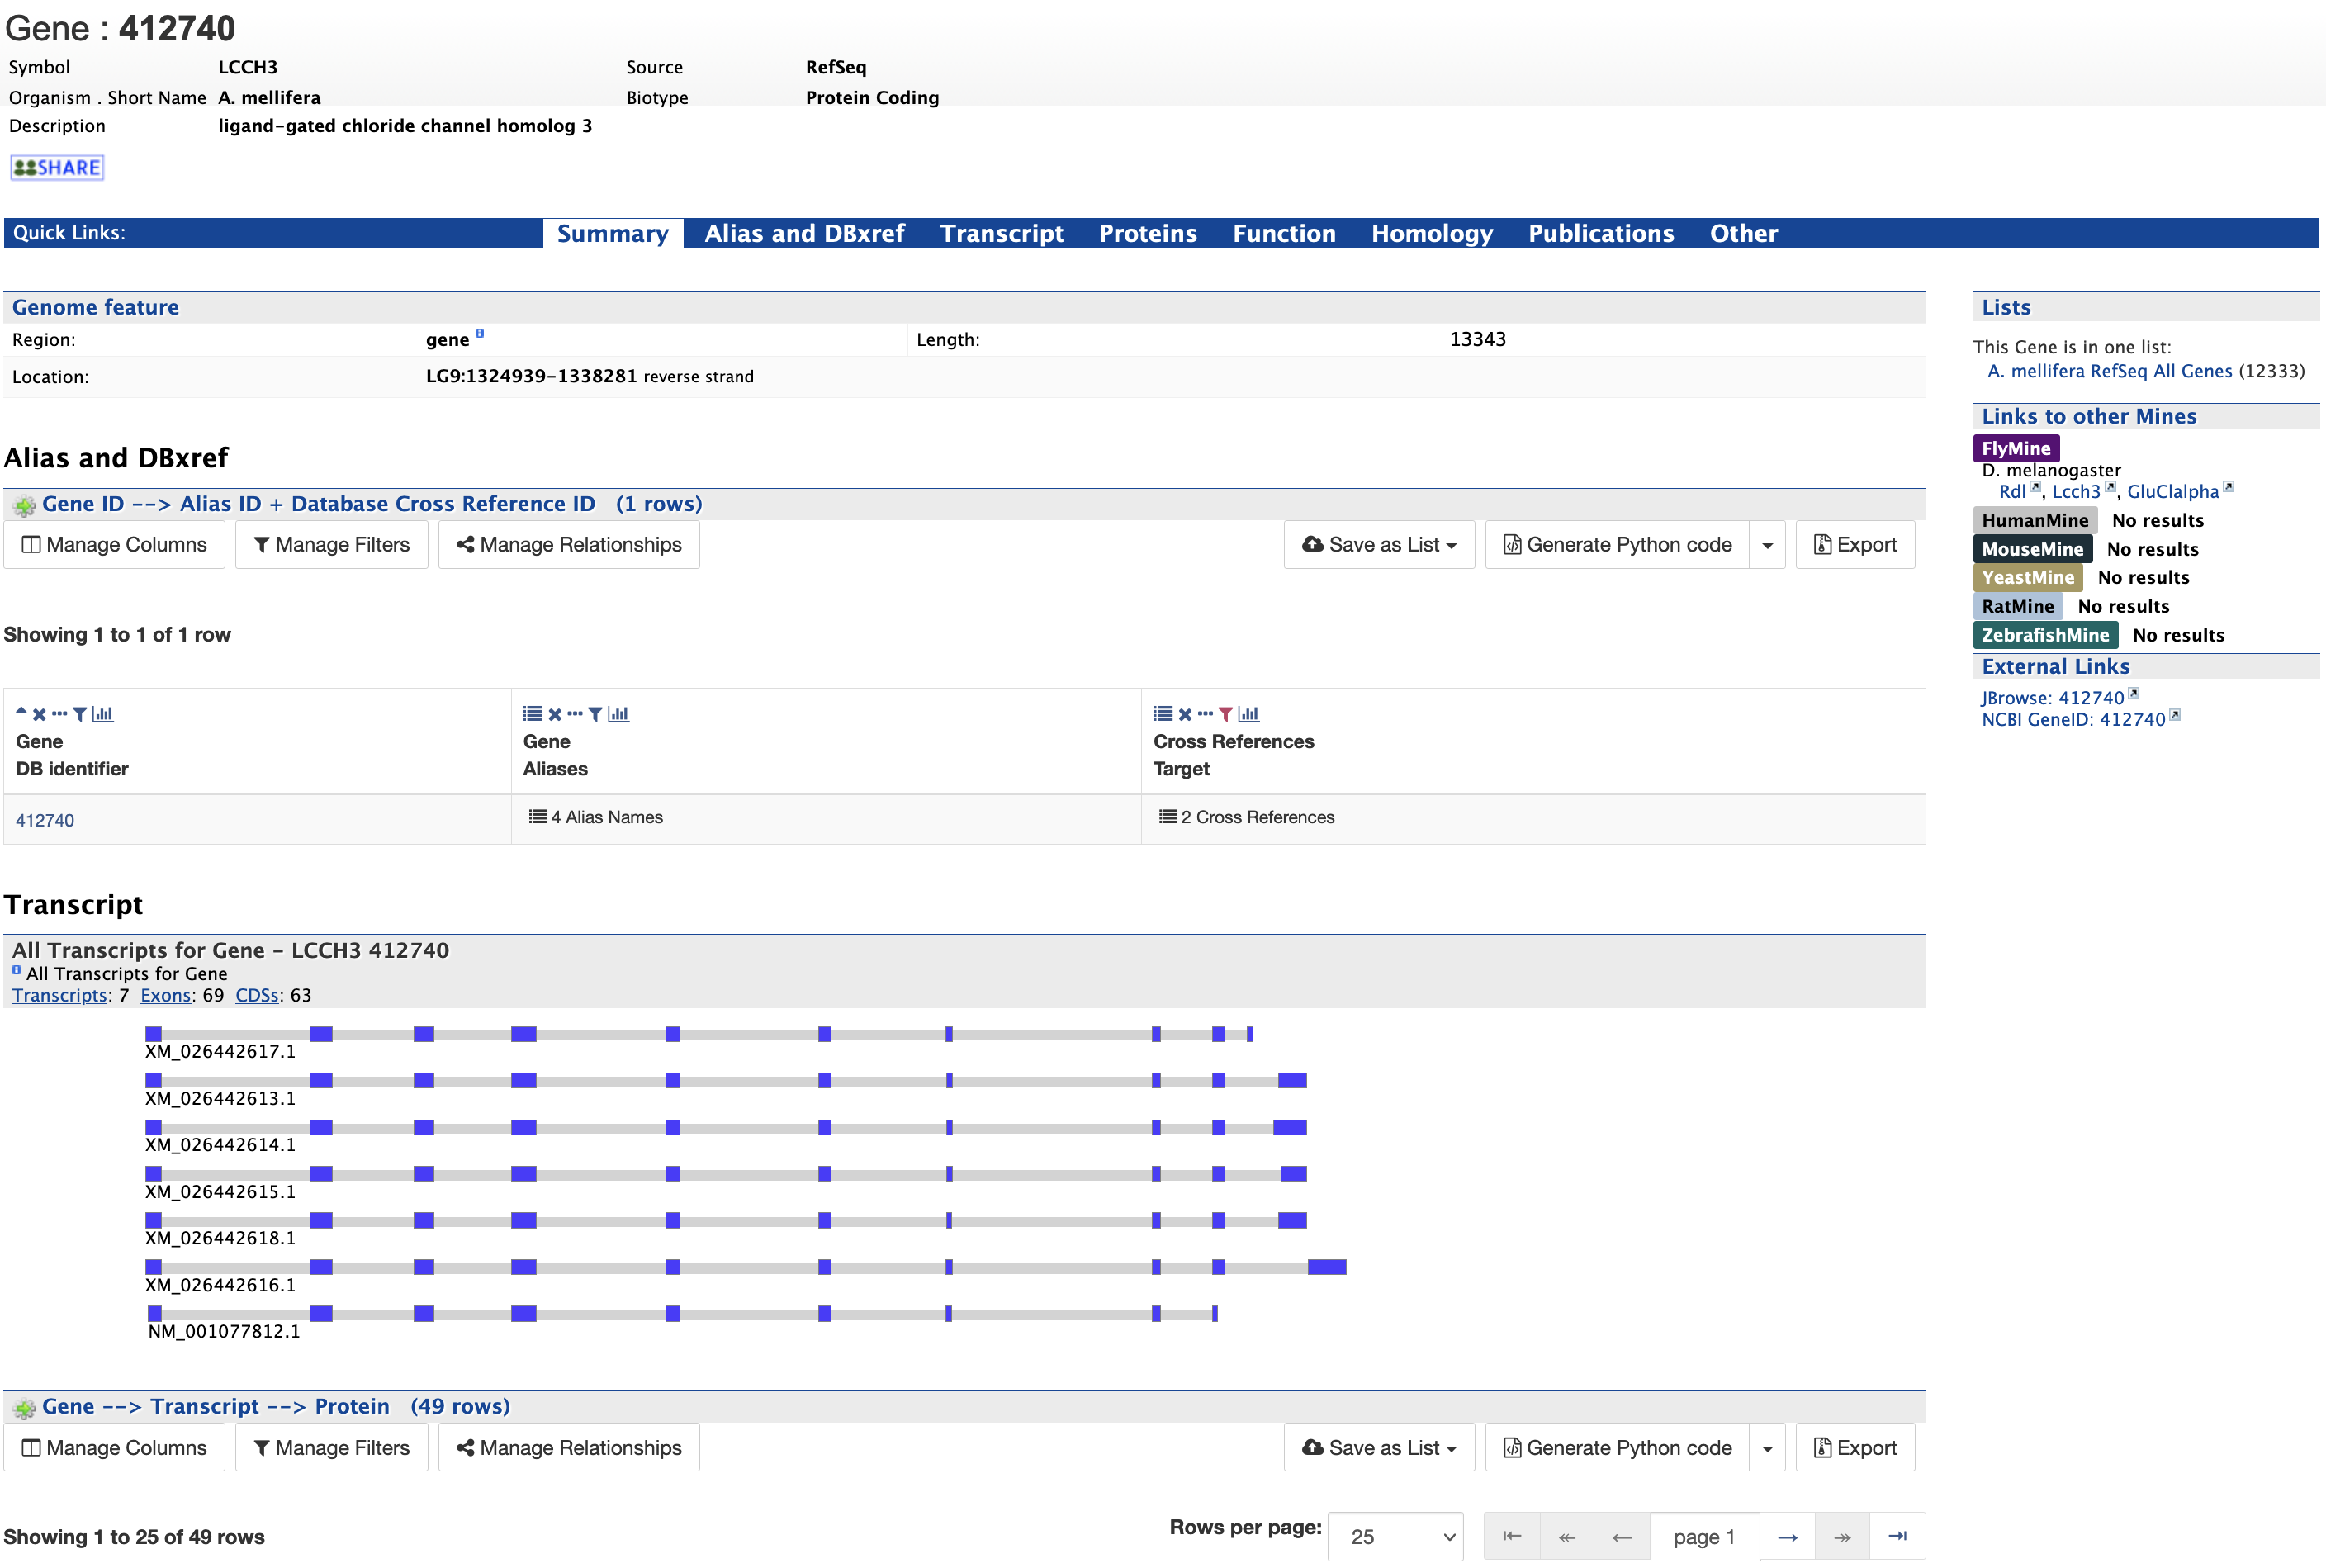 Gene : 412740
Symbol LCCH3 Source RefSeq
Organism . Short Name A. mellifera Biotype Protein Coding
Description ligand-gated chloride channel homolog 3
SHARE
Quick Links: Summary Alias and DBxref Transcript Proteins Function Homology Publications Other
Genome feature
Region: gene Length: 13343
Location: LG9:1324939-1338281 reverse strand
Alias and DBxref
Gene ID --> Alias ID + Database Cross Reference ID (1 rows)
Manage Columns Manage Filters Manage Relationships Save as List Generate Python code Export
Showing 1 to 1 of 1 row
Gene
DB identifier
Gene
Aliases
Cross References
Target
412740 4 Alias Names 2 Cross References
Transcript
All Transcripts for Gene - LCCH3 412740
All Transcripts for Gene
Transcripts: 7 Exons: 69 CDSs: 63
XM_026442617.1
XM_026442613.1
XM_026442614.1
XM_026442615.1
XM_026442618.1
XM_026442616.1
NM_001077812.1
Gene --> Transcript --> Protein (49 rows)
Manage Columns Manage Filters Manage Relationships Save as List Generate Python code Export
Showing 1 to 25 of 49 rows Rows per page: 25 page 1
Lists
This Gene is in one list:
A. mellifera RefSeq All Genes (12333)
Links to other Mines
FlyMine
D. melanogaster
Rdl , Lcch3 , GluClalpha
HumanMine No results
MouseMine No results
YeastMine No results
RatMine No results
ZebrafishMine No results
External Links
JBrowse: 412740
NCBI GeneID: 412740